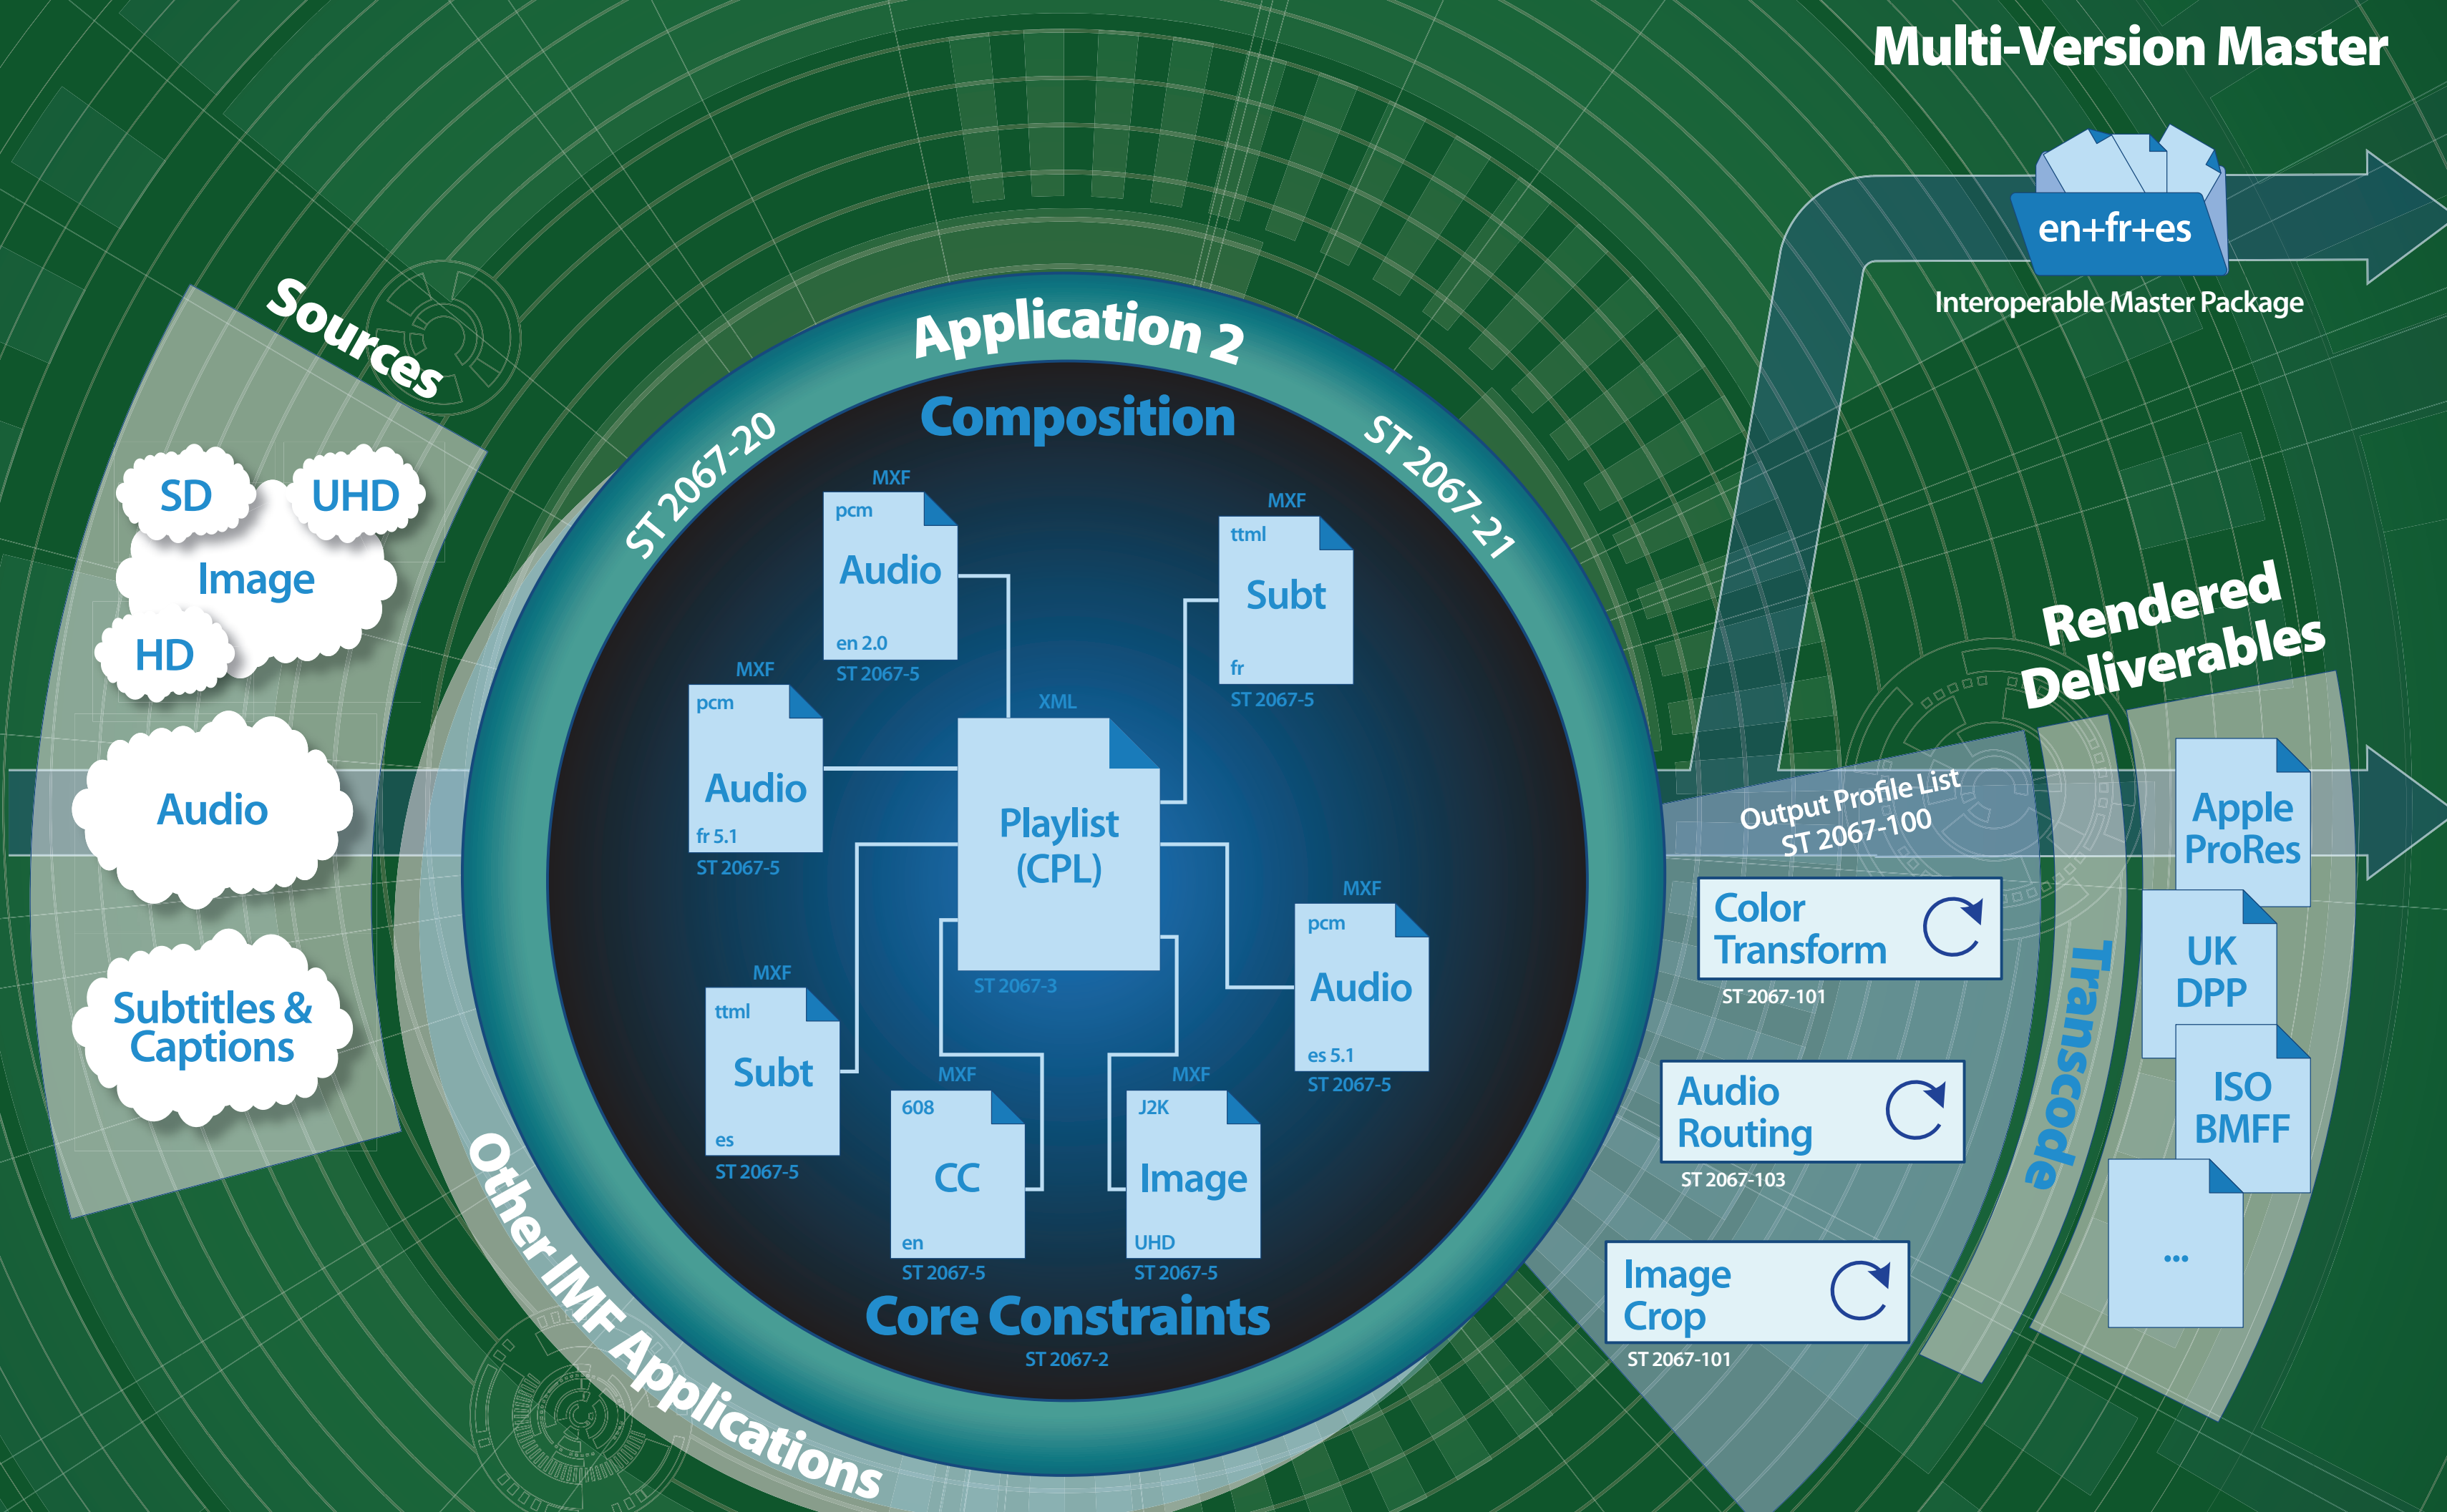 Multi-Version Master
en+fr+es
Interoperable Master Package
Sources
SD
UHD
Image
HD
Audio
Subtitles &
Captions
Application 2
ST 2067-20
ST 2067-21
Composition
MXF
pcm
Audio
en 2.0
ST 2067-5
MXF
ttml
Subt
fr
ST 2067-5
MXF
pcm
Audio
fr 5.1
ST 2067-5
XML
Playlist
(CPL)
ST 2067-3
MXF
pcm
Audio
es 5.1
ST 2067-5
MXF
ttml
Subt
es
ST 2067-5
MXF
608
CC
en
ST 2067-5
MXF
J2K
Image
UHD
ST 2067-5
Core Constraints
ST 2067-2
Other IMF Applications
Output Profile List
ST 2067-100
Color
Transform
ST 2067-101
Audio
Routing
ST 2067-103
Image
Crop
ST 2067-101
Transcode
Rendered
Deliverables
Apple
ProRes
UK
DPP
ISO
BMFF
...